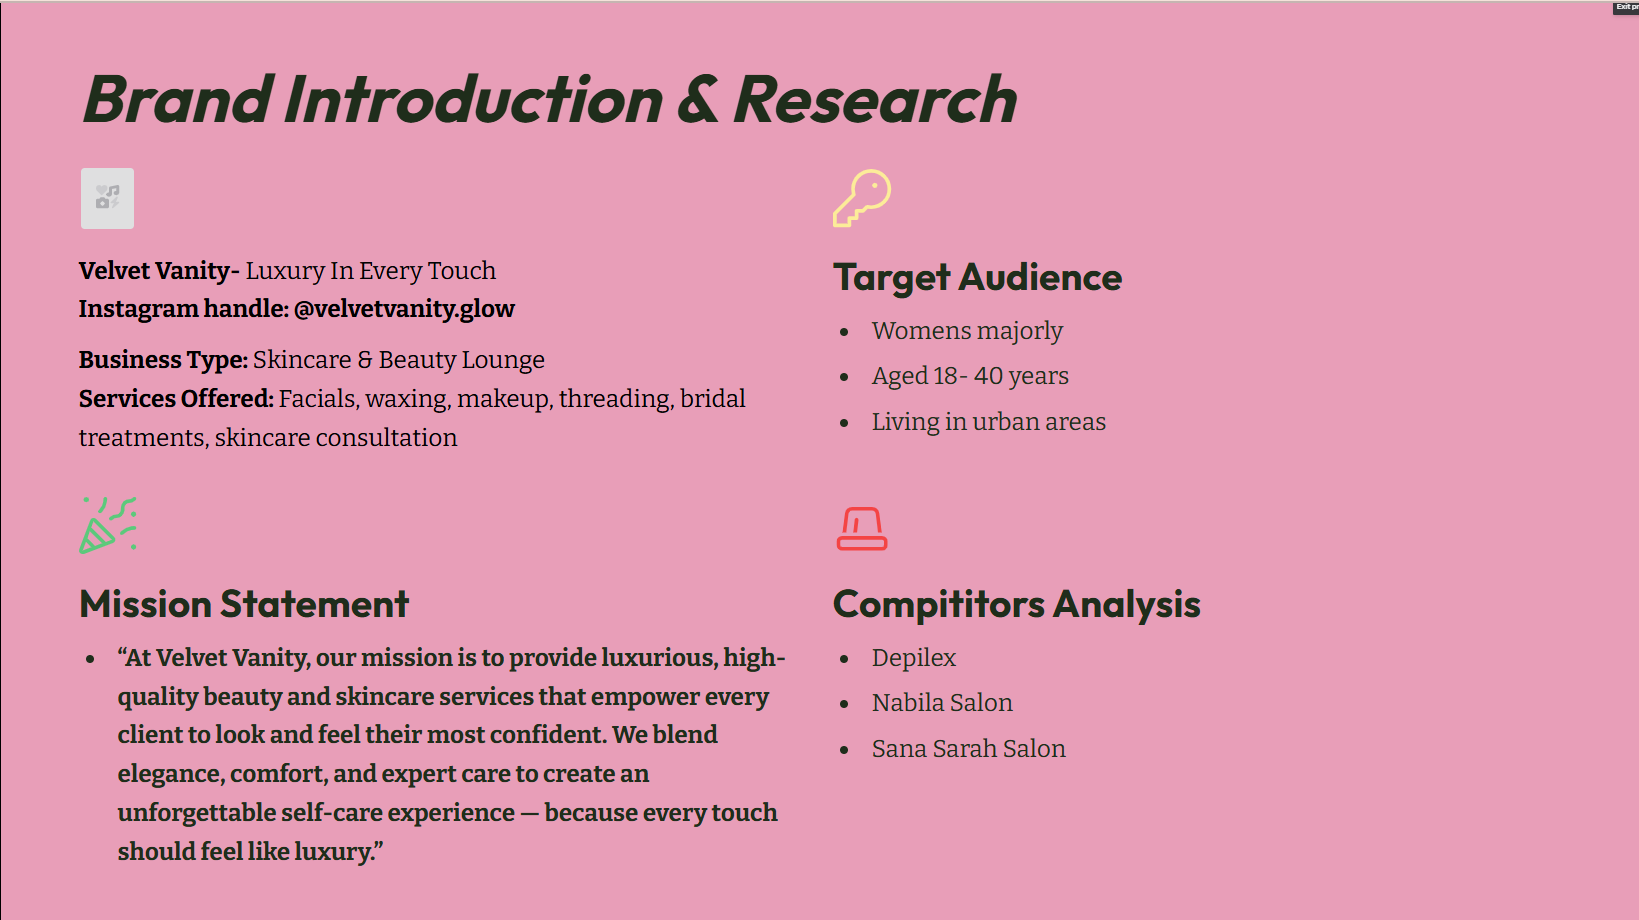 Exit pr
Brand Introduction & Research
Velvet Vanity- Luxury In Every Touch
Instagram handle: @velvetvanity.glow
Business Type: Skincare & Beauty Lounge
Services Offered: Facials, waxing, makeup, threading, bridal
treatments, skincare consultation
Target Audience
Womens majorly
Aged 18- 40 years
Living in urban areas
Mission Statement
“At Velvet Vanity, our mission is to provide luxurious, high-
quality beauty and skincare services that empower every
client to look and feel their most confident. We blend
elegance, comfort, and expert care to create an
unforgettable self-care experience — because every touch
should feel like luxury.”
Compititors Analysis
Depilex
Nabila Salon
Sana Sarah Salon